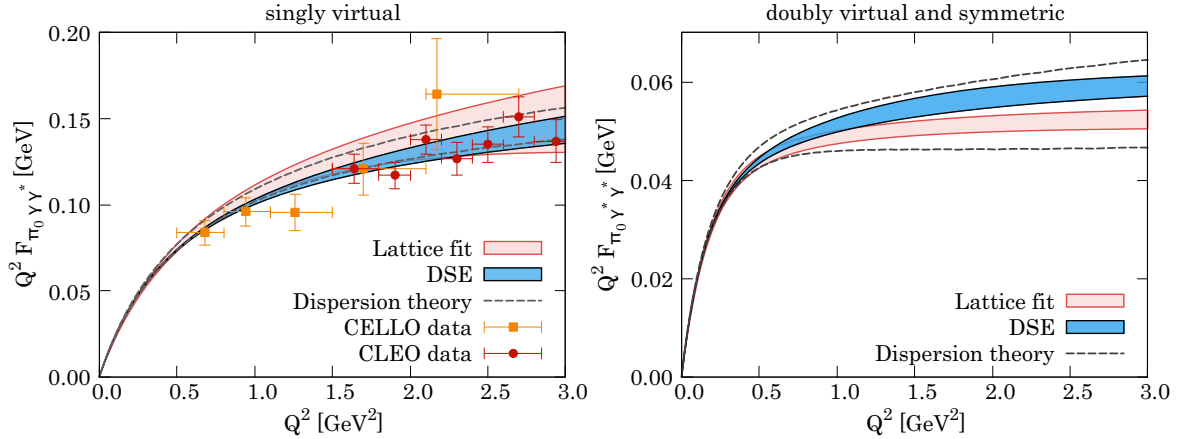 singly virtual
Q² F_{π₀ γ γ*} [GeV]
0.20
0.15
0.10
0.05
0.00
Lattice fit
DSE
Dispersion theory
CELLO data
CLEO data
0.0 0.5 1.0 1.5 2.0 2.5 3.0
Q² [GeV²]
doubly virtual and symmetric
Q² F_{π₀ γ* γ*} [GeV]
0.06
0.04
0.02
0.00
Lattice fit
DSE
Dispersion theory
0.0 0.5 1.0 1.5 2.0 2.5 3.0
Q² [GeV²]